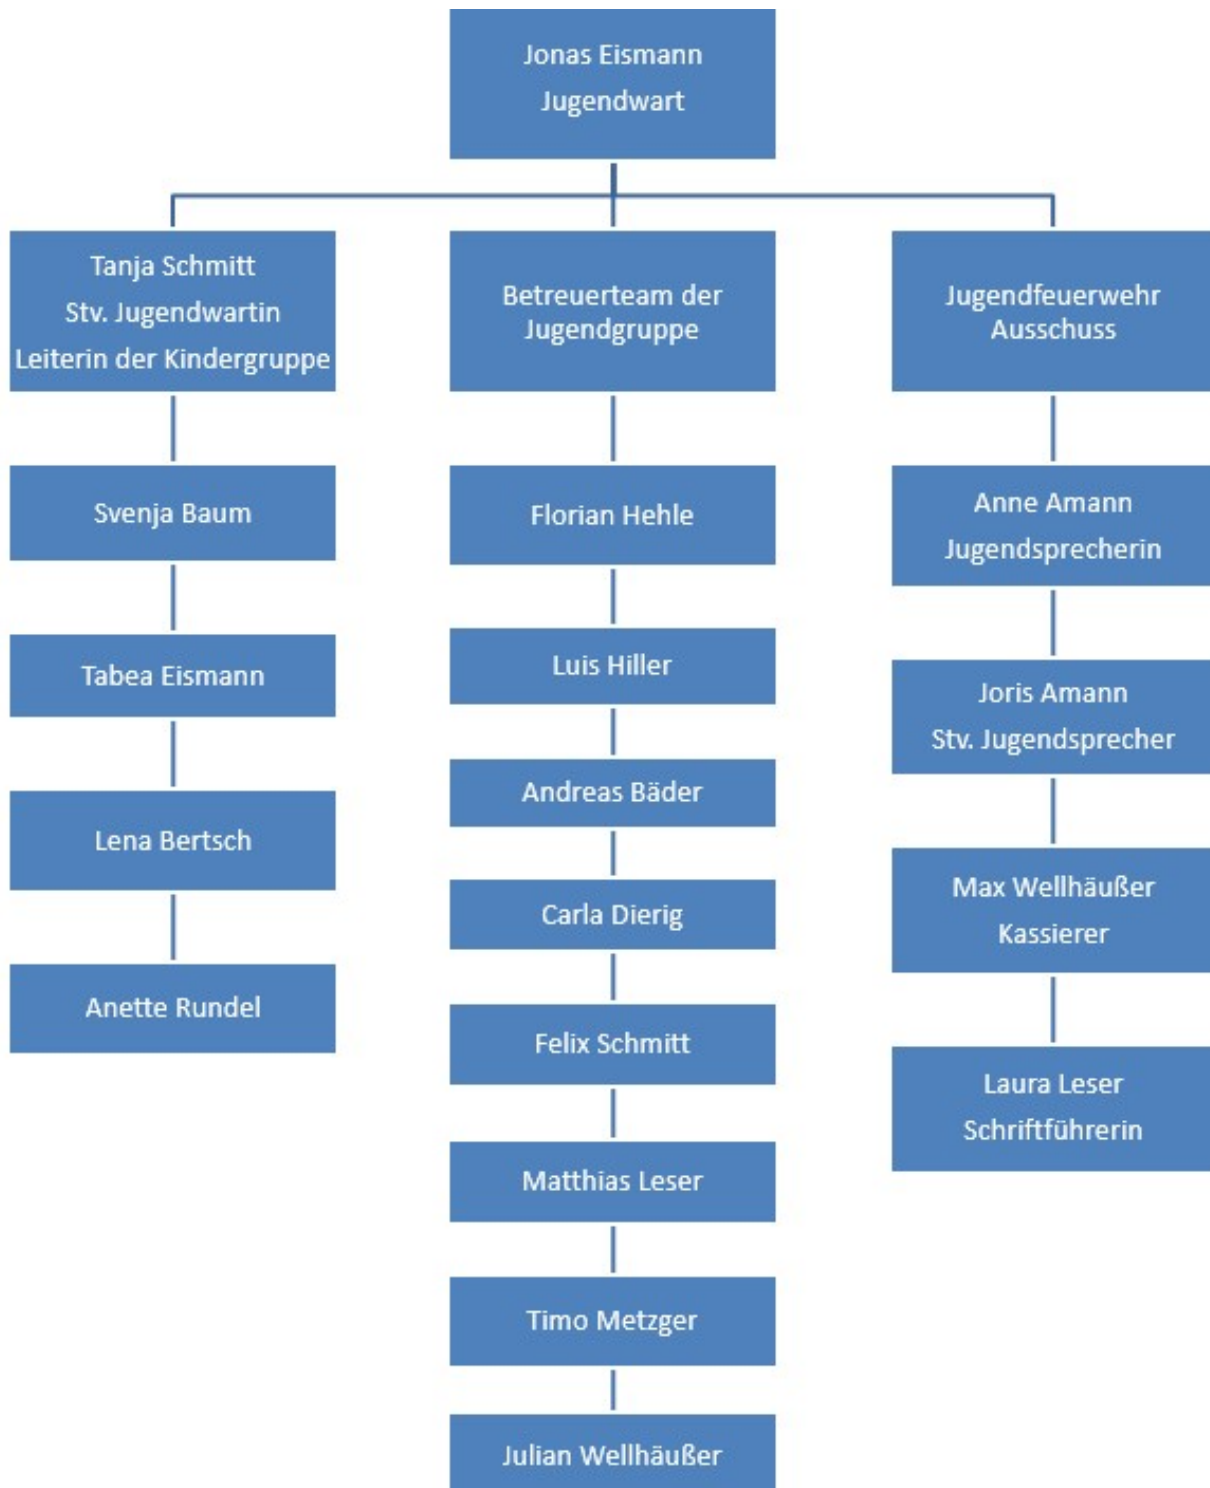 Jonas Eismann
Jugendwart
Tanja Schmitt
Stv. Jugendwartin
Leiterin der Kindergruppe
Svenja Baum
Tabea Eismann
Lena Bertsch
Anette Rundel
Betreuerteam der
Jugendgruppe
Florian Hehle
Luis Hiller
Andreas Bäder
Carla Dierig
Felix Schmitt
Matthias Leser
Timo Metzger
Julian Wellhäußer
Jugendfeuerwehr
Ausschuss
Anne Amann
Jugendsprecherin
Joris Amann
Stv. Jugendsprecher
Max Wellhäußer
Kassierer
Laura Leser
Schriftführerin